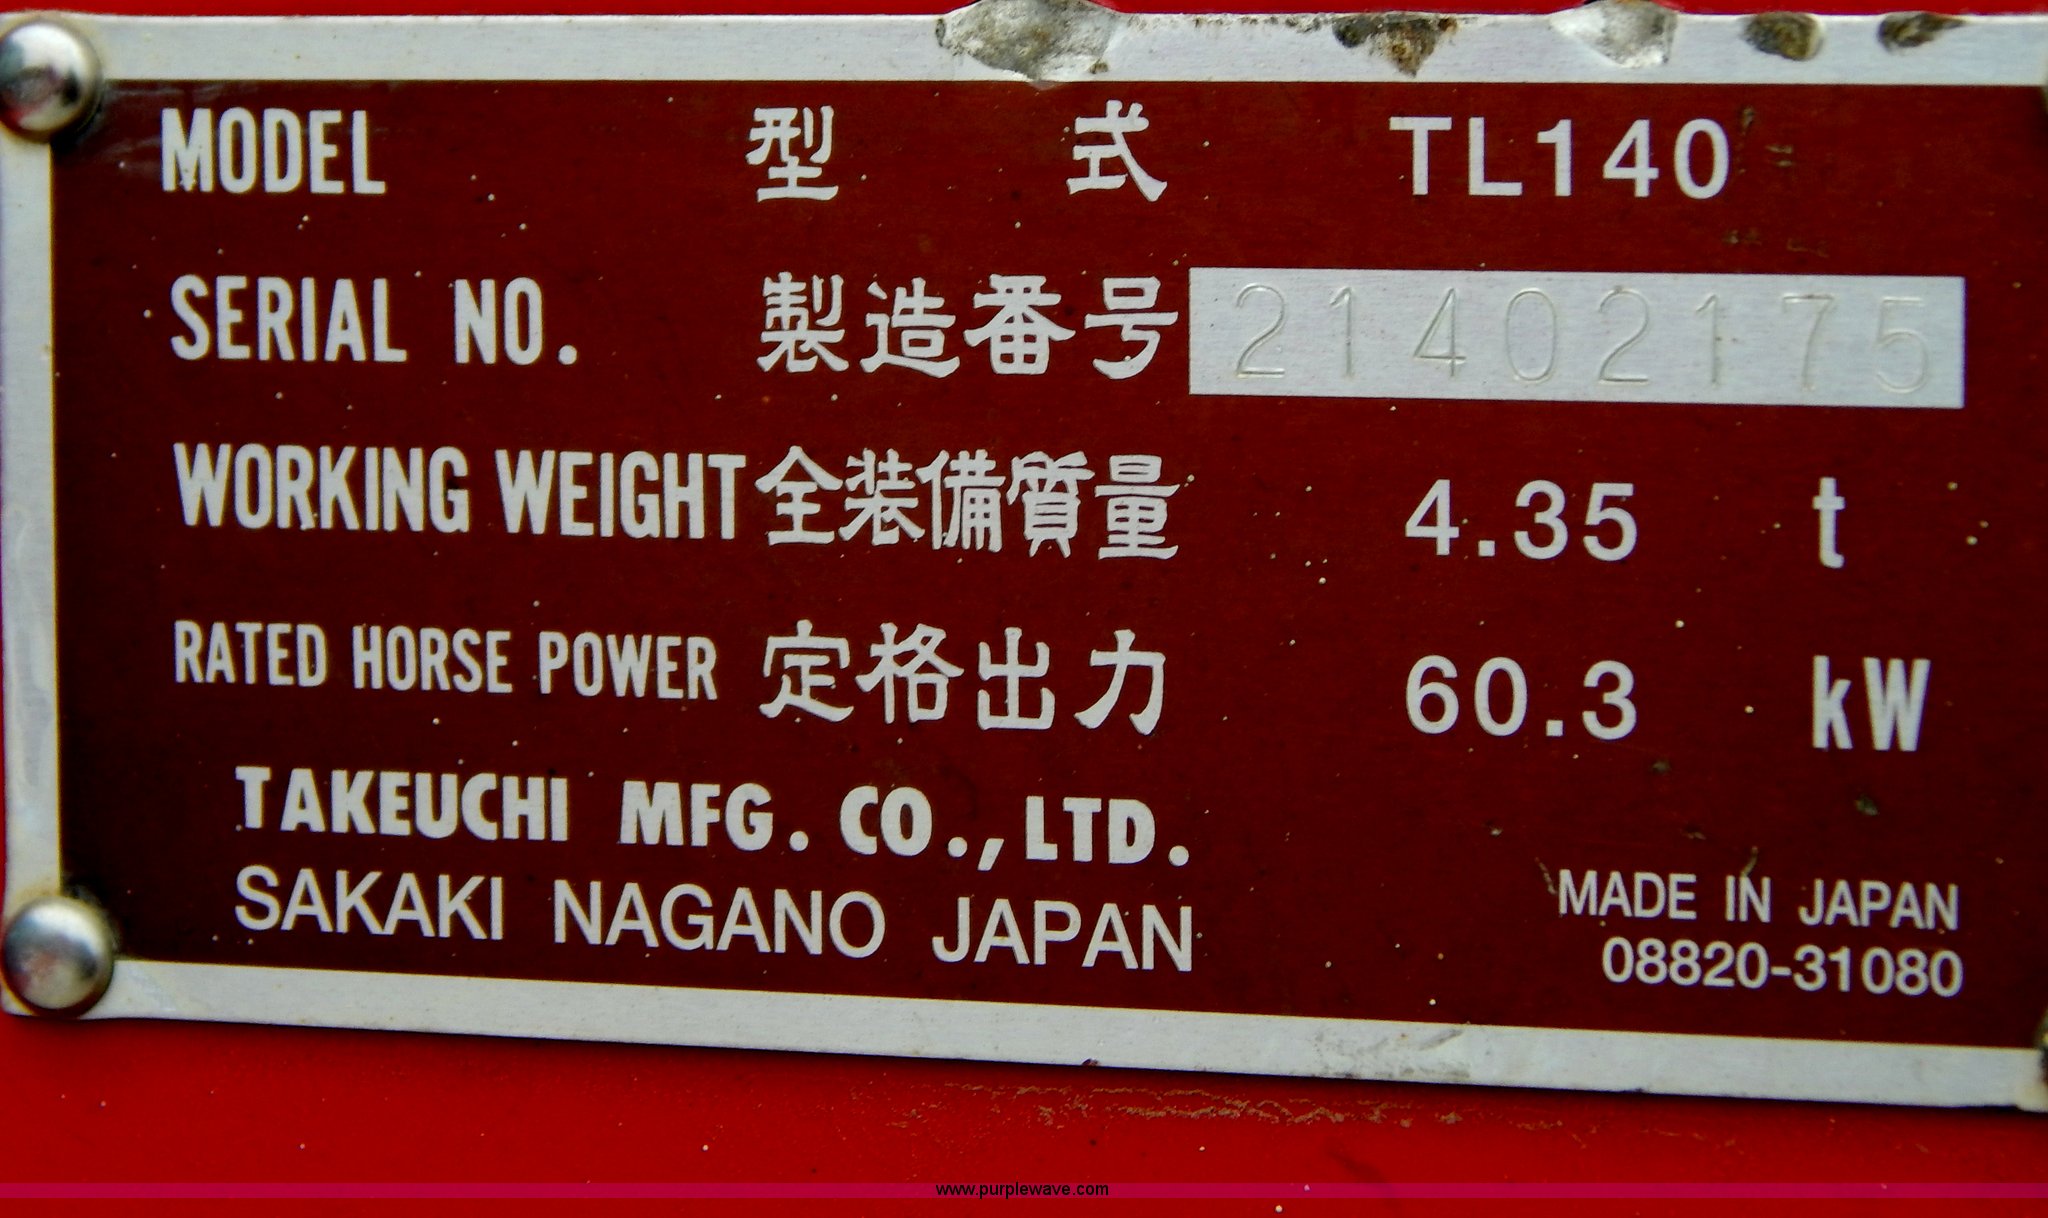 MODEL 型式 TL140
SERIAL NO. 製造番号 21402175
WORKING WEIGHT 全装備質量 4.35 t
RATED HORSE POWER 定格出力 60.3 kW
TAKEUCHI MFG. CO., LTD.
SAKAKI NAGANO JAPAN
MADE IN JAPAN
08820-31080
www.purplewave.com